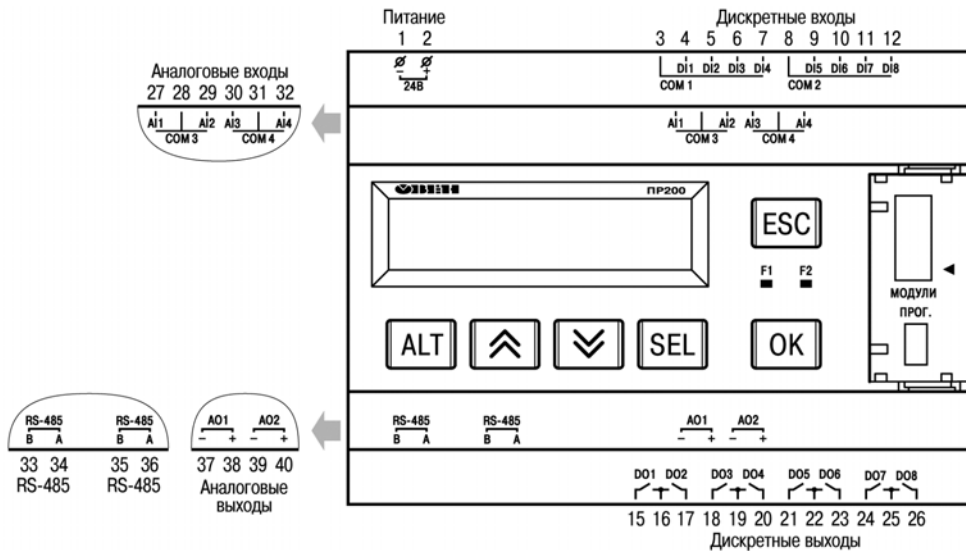 Питание
1 2
Дискретные входы
3 4 5 6 7 8 9 10 11 12
- +
24В
DI1 DI2 DI3 DI4 DI5 DI6 DI7 DI8
COM 1 COM 2
Аналоговые входы
27 28 29 30 31 32
AI1 AI2 AI3 AI4
COM 3 COM 4
AI1 AI2 AI3 AI4
COM 3 COM 4
ОВЕН ПР200
ESC
F1 F2
МОДУЛИ
ПРОГ.
ALT SEL OK
RS-485 RS-485
B A B A
33 34 35 36
RS-485 RS-485
AO1 AO2
- + - +
37 38 39 40
Аналоговые
выходы
RS-485 RS-485 AO1 AO2
B A B A - + - +
DO1 DO2 DO3 DO4 DO5 DO6 DO7 DO8
15 16 17 18 19 20 21 22 23 24 25 26
Дискретные выходы